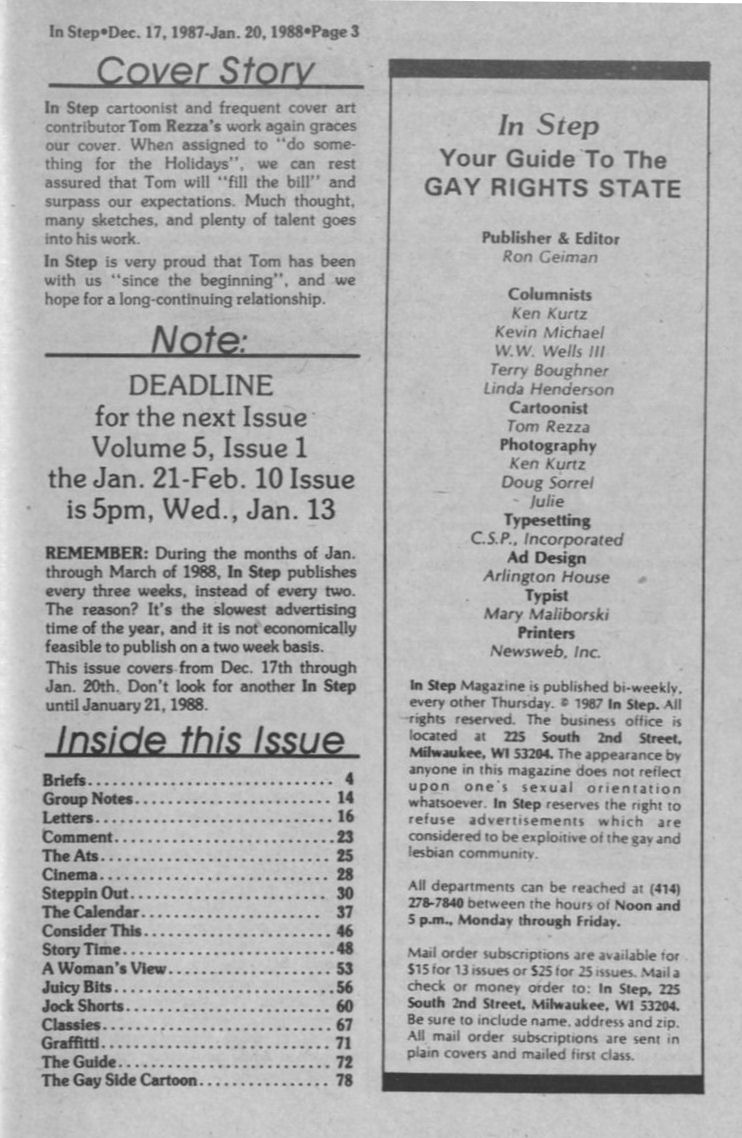 In Step•Dec. 17, 1987-Jan. 20, 1988•Page 3
Cover Story
In Step cartoonist and frequent cover art
contributor Tom Rezza's work again graces
our cover. When assigned to "do some-
thing for the Holidays", we can rest
assured that Tom will "fill the bill" and
surpass our expectations. Much thought,
many sketches, and plenty of talent goes
into his work.
In Step is very proud that Tom has been
with us "since the beginning", and we
hope for a long-continuing relationship.
Note:
DEADLINE
for the next Issue
Volume 5, Issue 1
the Jan. 21-Feb. 10 Issue
is 5pm, Wed., Jan. 13
REMEMBER: During the months of Jan.
through March of 1988, In Step publishes
every three weeks, instead of every two.
The reason? It's the slowest advertising
time of the year, and it is not economically
feasible to publish on a two week basis.
This issue covers from Dec. 17th through
Jan. 20th. Don't look for another In Step
until January 21, 1988.
Inside this Issue
Briefs.............................. 4
Group Notes........................ 14
Letters............................. 16
Comment...........................23
The Ats............................ 25
Cinema............................. 28
Steppin Out........................ 30
The Calendar...................... 37
Consider This...................... 46
Story Time..........................48
A Woman's View.................... 53
Juicy Bits...........................56
Jock Shorts......................... 60
Classies............................ 67
Graffitti............................ 71
The Guide.......................... 72
The Gay Side Cartoon................ 78
In Step
Your Guide To The
GAY RIGHTS STATE
Publisher & Editor
Ron Geiman
Columnists
Ken Kurtz
Kevin Michael
W.W. Wells III
Terry Boughner
Linda Henderson
Cartoonist
Tom Rezza
Photography
Ken Kurtz
Doug Sorrel
Julie
Typesetting
C.S.P., Incorporated
Ad Design
Arlington House
Typist
Mary Maliborski
Printers
Newsweb, Inc.
In Step Magazine is published bi-weekly,
every other Thursday. © 1987 In Step. All
rights reserved. The business office is
located at 225 South 2nd Street,
Milwaukee, WI 53204. The appearance by
anyone in this magazine does not reflect
upon one's sexual orientation
whatsoever. In Step reserves the right to
refuse advertisements which are
considered to be exploitive of the gay and
lesbian community.
All departments can be reached at (414)
278-7840 between the hours of Noon and
5 p.m., Monday through Friday.
Mail order subscriptions are available for
$15 for 13 issues or $25 for 25 issues. Mail a
check or money order to: In Step, 225
South 2nd Street, Milwaukee, WI 53204.
Be sure to include name, address and zip.
All mail order subscriptions are sent in
plain covers and mailed first class.